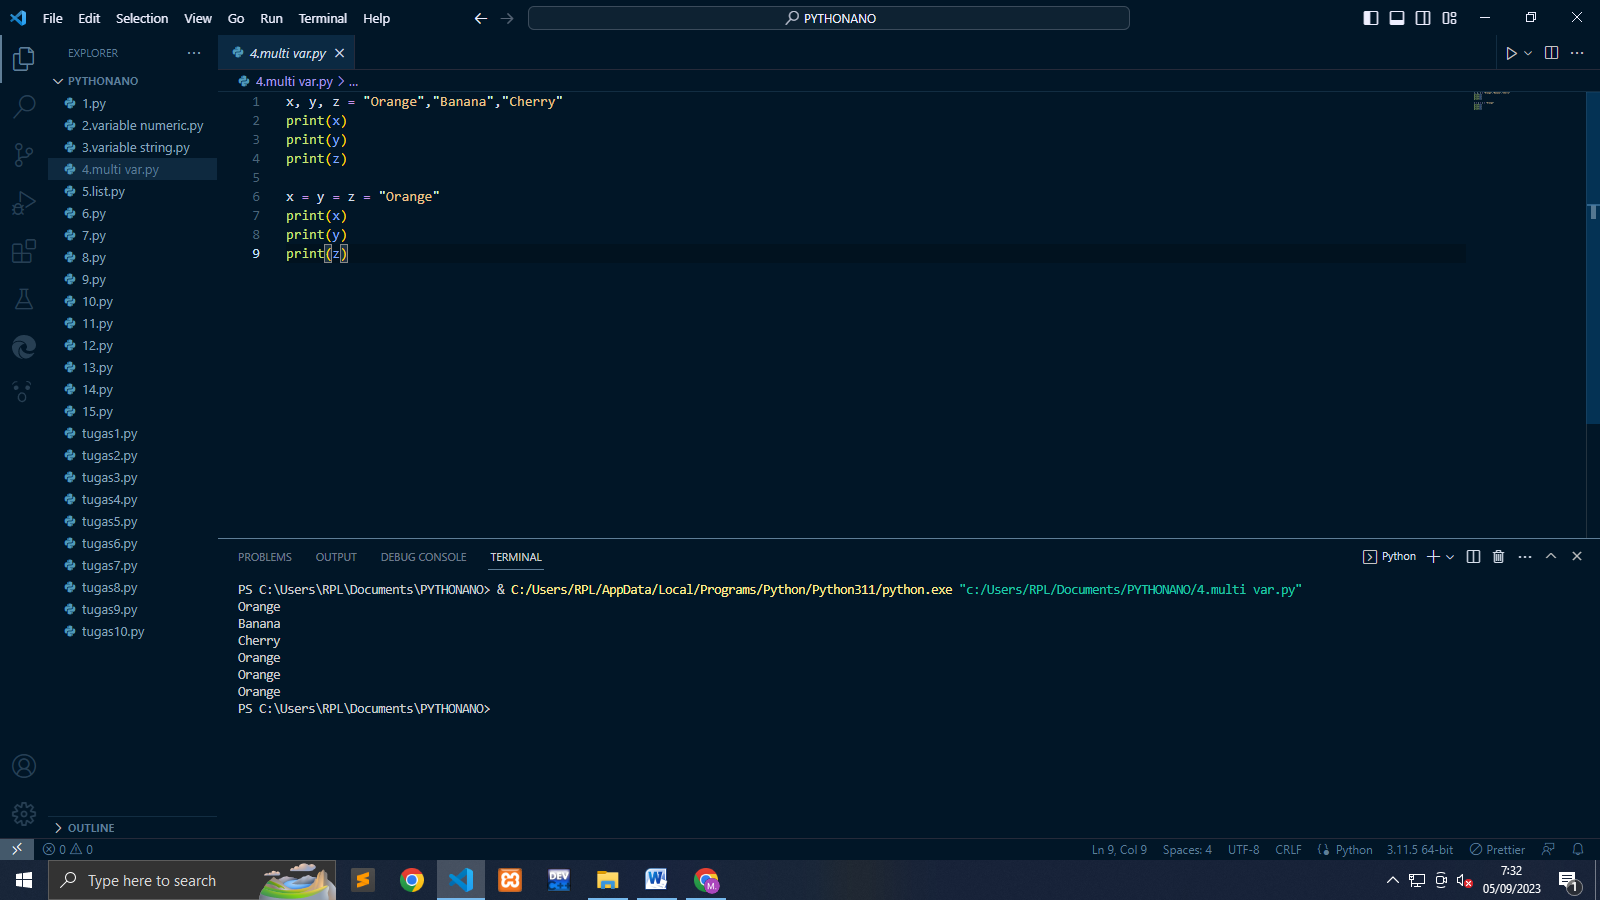 File Edit Selection View Go Run Terminal Help
PYTHONANO
EXPLORER
PYTHONANO
1.py
2.variable numeric.py
3.variable string.py
4.multi var.py
5.list.py
6.py
7.py
8.py
9.py
10.py
11.py
12.py
13.py
14.py
15.py
tugas1.py
tugas2.py
tugas3.py
tugas4.py
tugas5.py
tugas6.py
tugas7.py
tugas8.py
tugas9.py
tugas10.py
OUTLINE
4.multi var.py
4.multi var.py > ...
1 x, y, z = "Orange","Banana","Cherry"
2 print(x)
3 print(y)
4 print(z)
5
6 x = y = z = "Orange"
7 print(x)
8 print(y)
9 print(z)
PROBLEMS OUTPUT DEBUG CONSOLE TERMINAL
Python
PS C:\Users\RPL\Documents\PYTHONANO> & C:/Users/RPL/AppData/Local/Programs/Python/Python311/python.exe "c:/Users/RPL/Documents/PYTHONANO/4.multi var.py"
Orange
Banana
Cherry
Orange
Orange
Orange
PS C:\Users\RPL\Documents\PYTHONANO>
0 0
Ln 9, Col 9 Spaces: 4 UTF-8 CRLF Python 3.11.5 64-bit Prettier
Type here to search
DEV
W
M.
7:32
05/09/2023
1